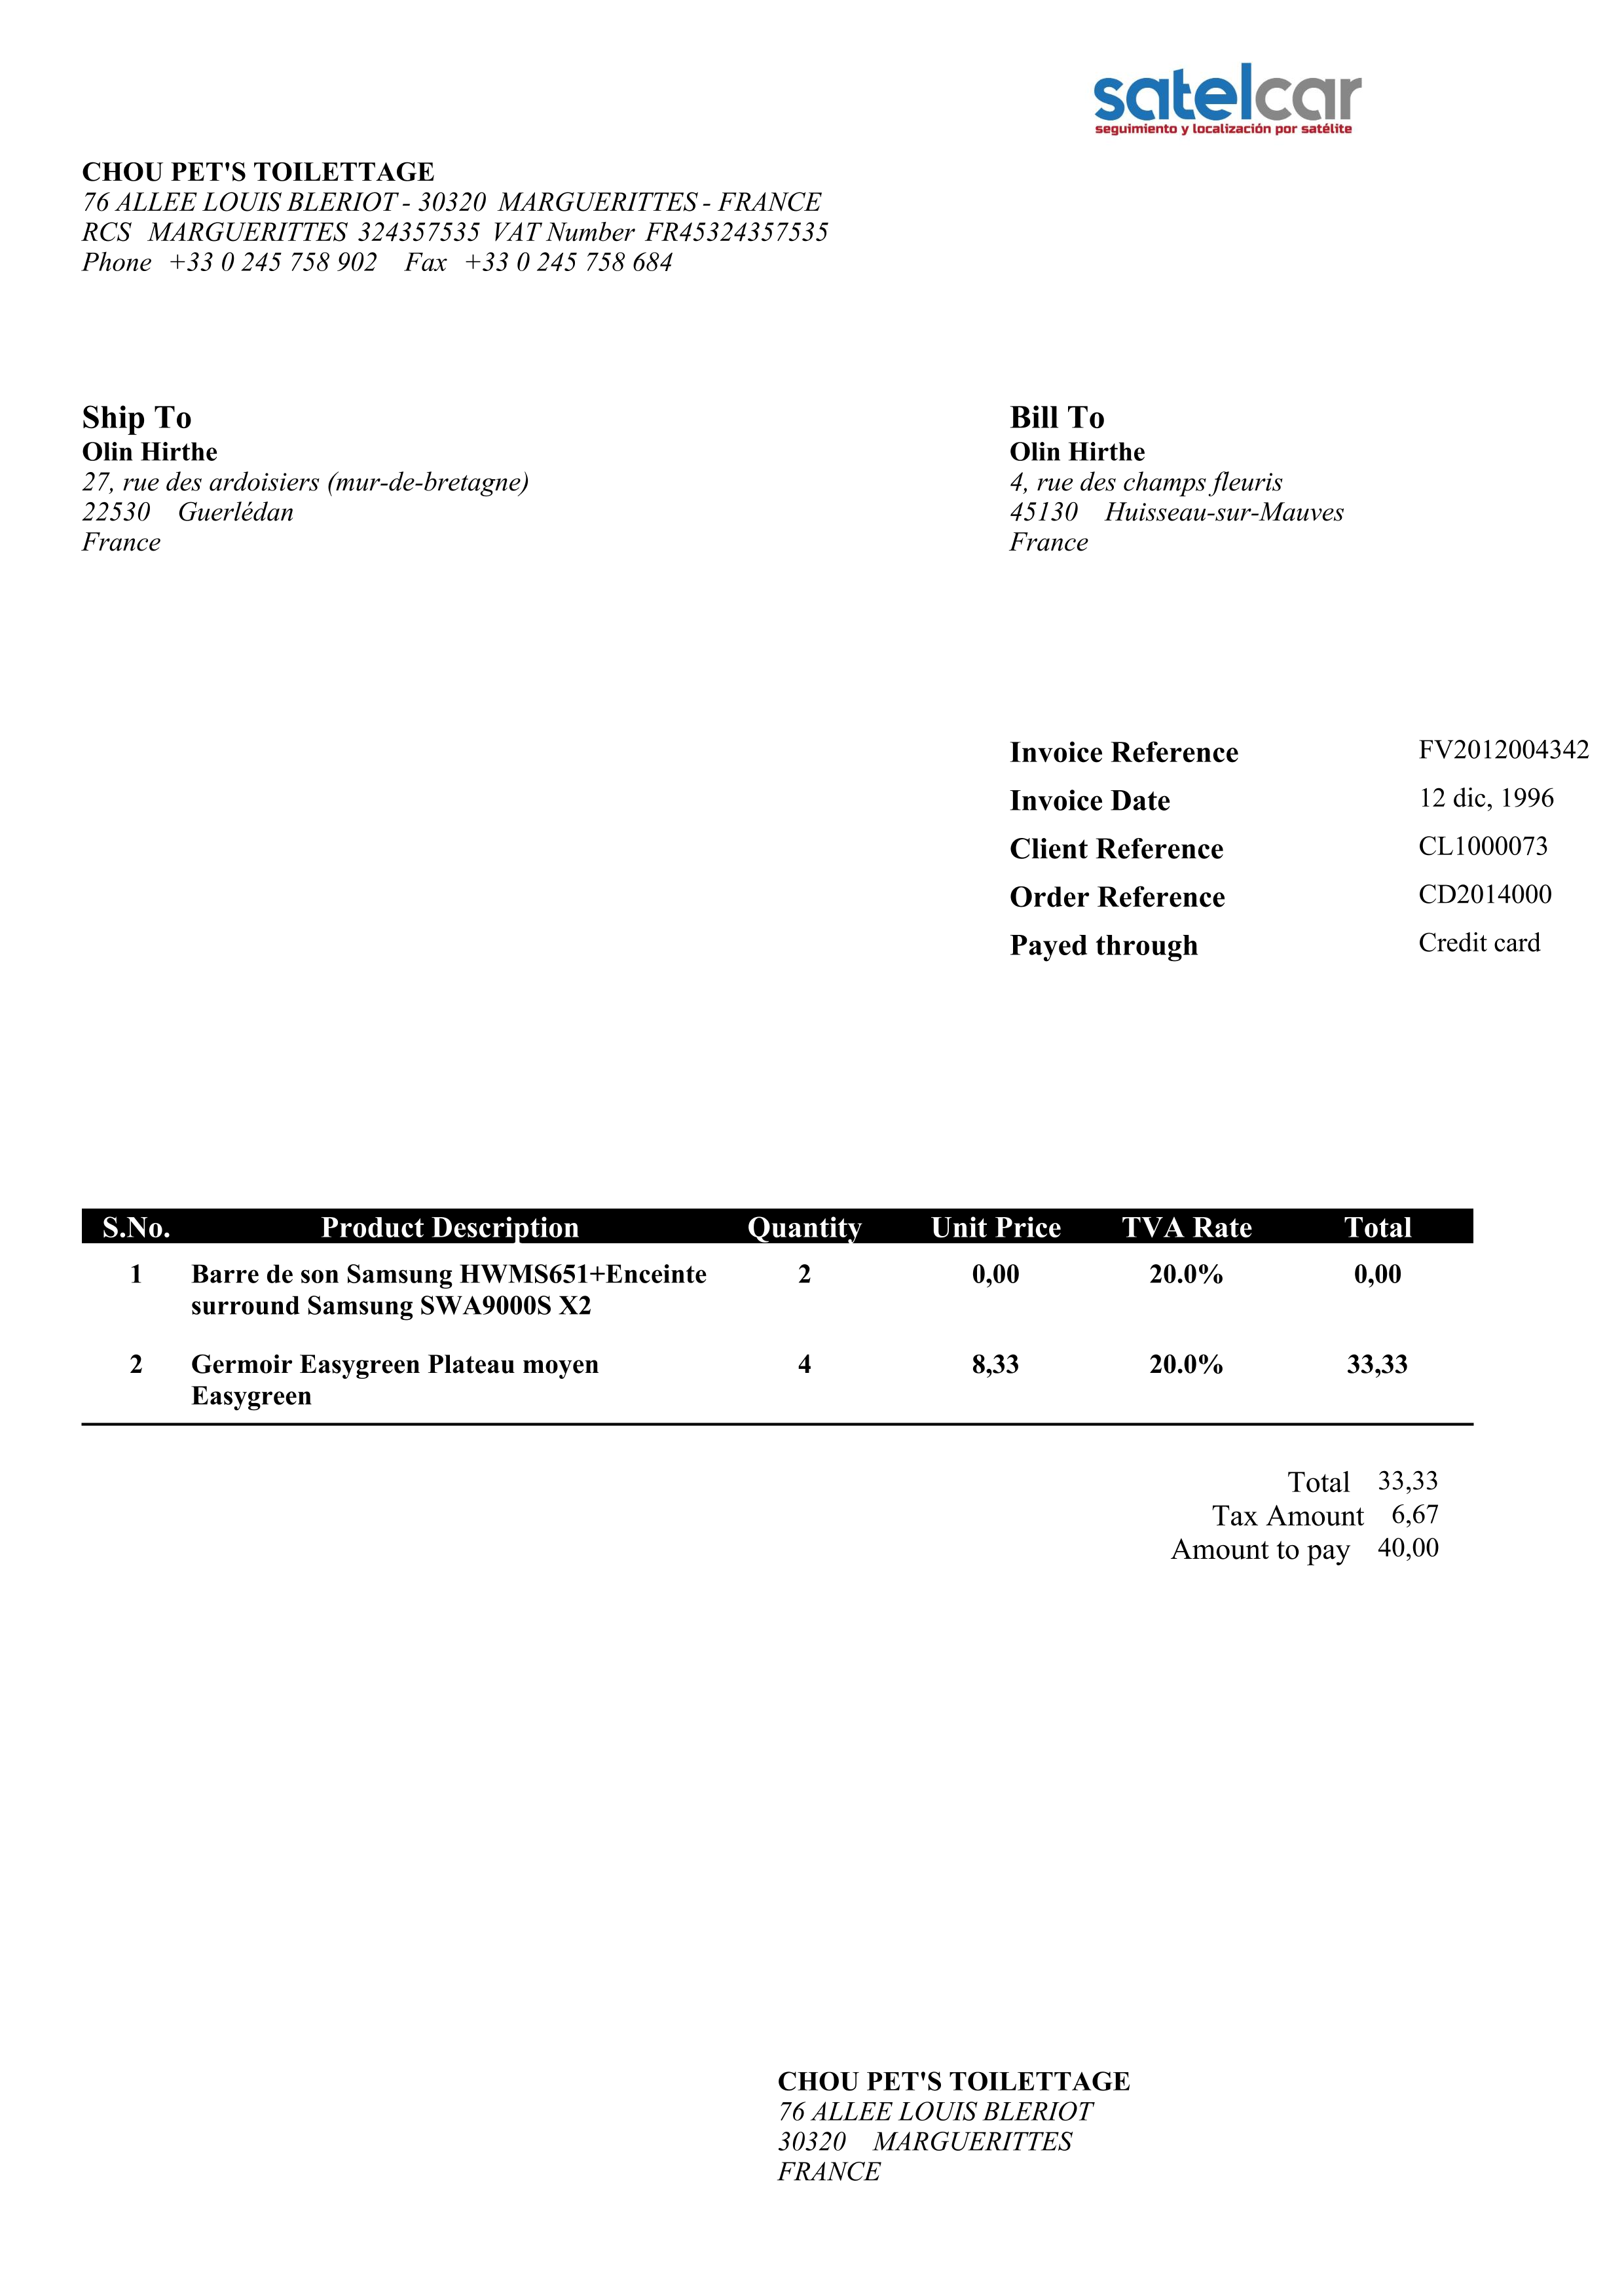 satelcar
seguimiento y localización por satélite
CHOU PET'S TOILETTAGE
76 ALLEE LOUIS BLERIOT - 30320 MARGUERITTES - FRANCE
RCS MARGUERITTES 324357535 VAT Number FR45324357535
Phone +33 0 245 758 902 Fax +33 0 245 758 684
Ship To
Olin Hirthe
27, rue des ardoisiers (mur-de-bretagne)
22530 Guerlédan
France
Bill To
Olin Hirthe
4, rue des champs fleuris
45130 Huisseau-sur-Mauves
France
Invoice Reference FV2012004342
Invoice Date 12 dic, 1996
Client Reference CL1000073
Order Reference CD2014000
Payed through Credit card
S.No. Product Description Quantity Unit Price TVA Rate Total
1 Barre de son Samsung HWMS651+Enceinte 2 0,00 20.0% 0,00
surround Samsung SWA9000S X2
2 Germoir Easygreen Plateau moyen 4 8,33 20.0% 33,33
Easygreen
Total 33,33
Tax Amount 6,67
Amount to pay 40,00
CHOU PET'S TOILETTAGE
76 ALLEE LOUIS BLERIOT
30320 MARGUERITTES
FRANCE